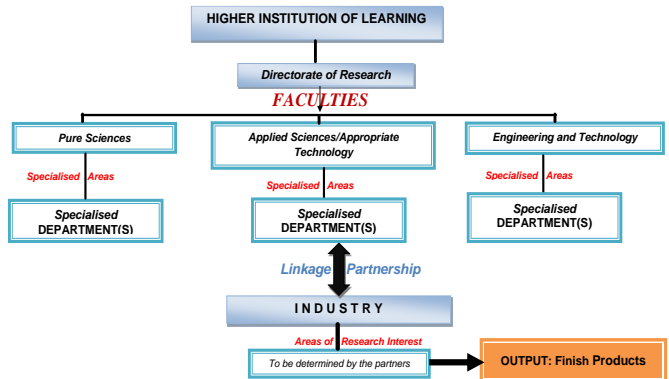 HIGHER INSTITUTION OF LEARNING
Directorate of Research
FACULTIES
Pure Sciences
Applied Sciences/Appropriate
Technology
Engineering and Technology
Specialised Areas
Specialised Areas
Specialised Areas
Specialised
DEPARTMENT(S)
Specialised
DEPARTMENT(S)
Specialised
DEPARTMENT(S)
Linkage Partnership
INDUSTRY
Areas of Research Interest
To be determined by the partners
OUTPUT: Finish Products